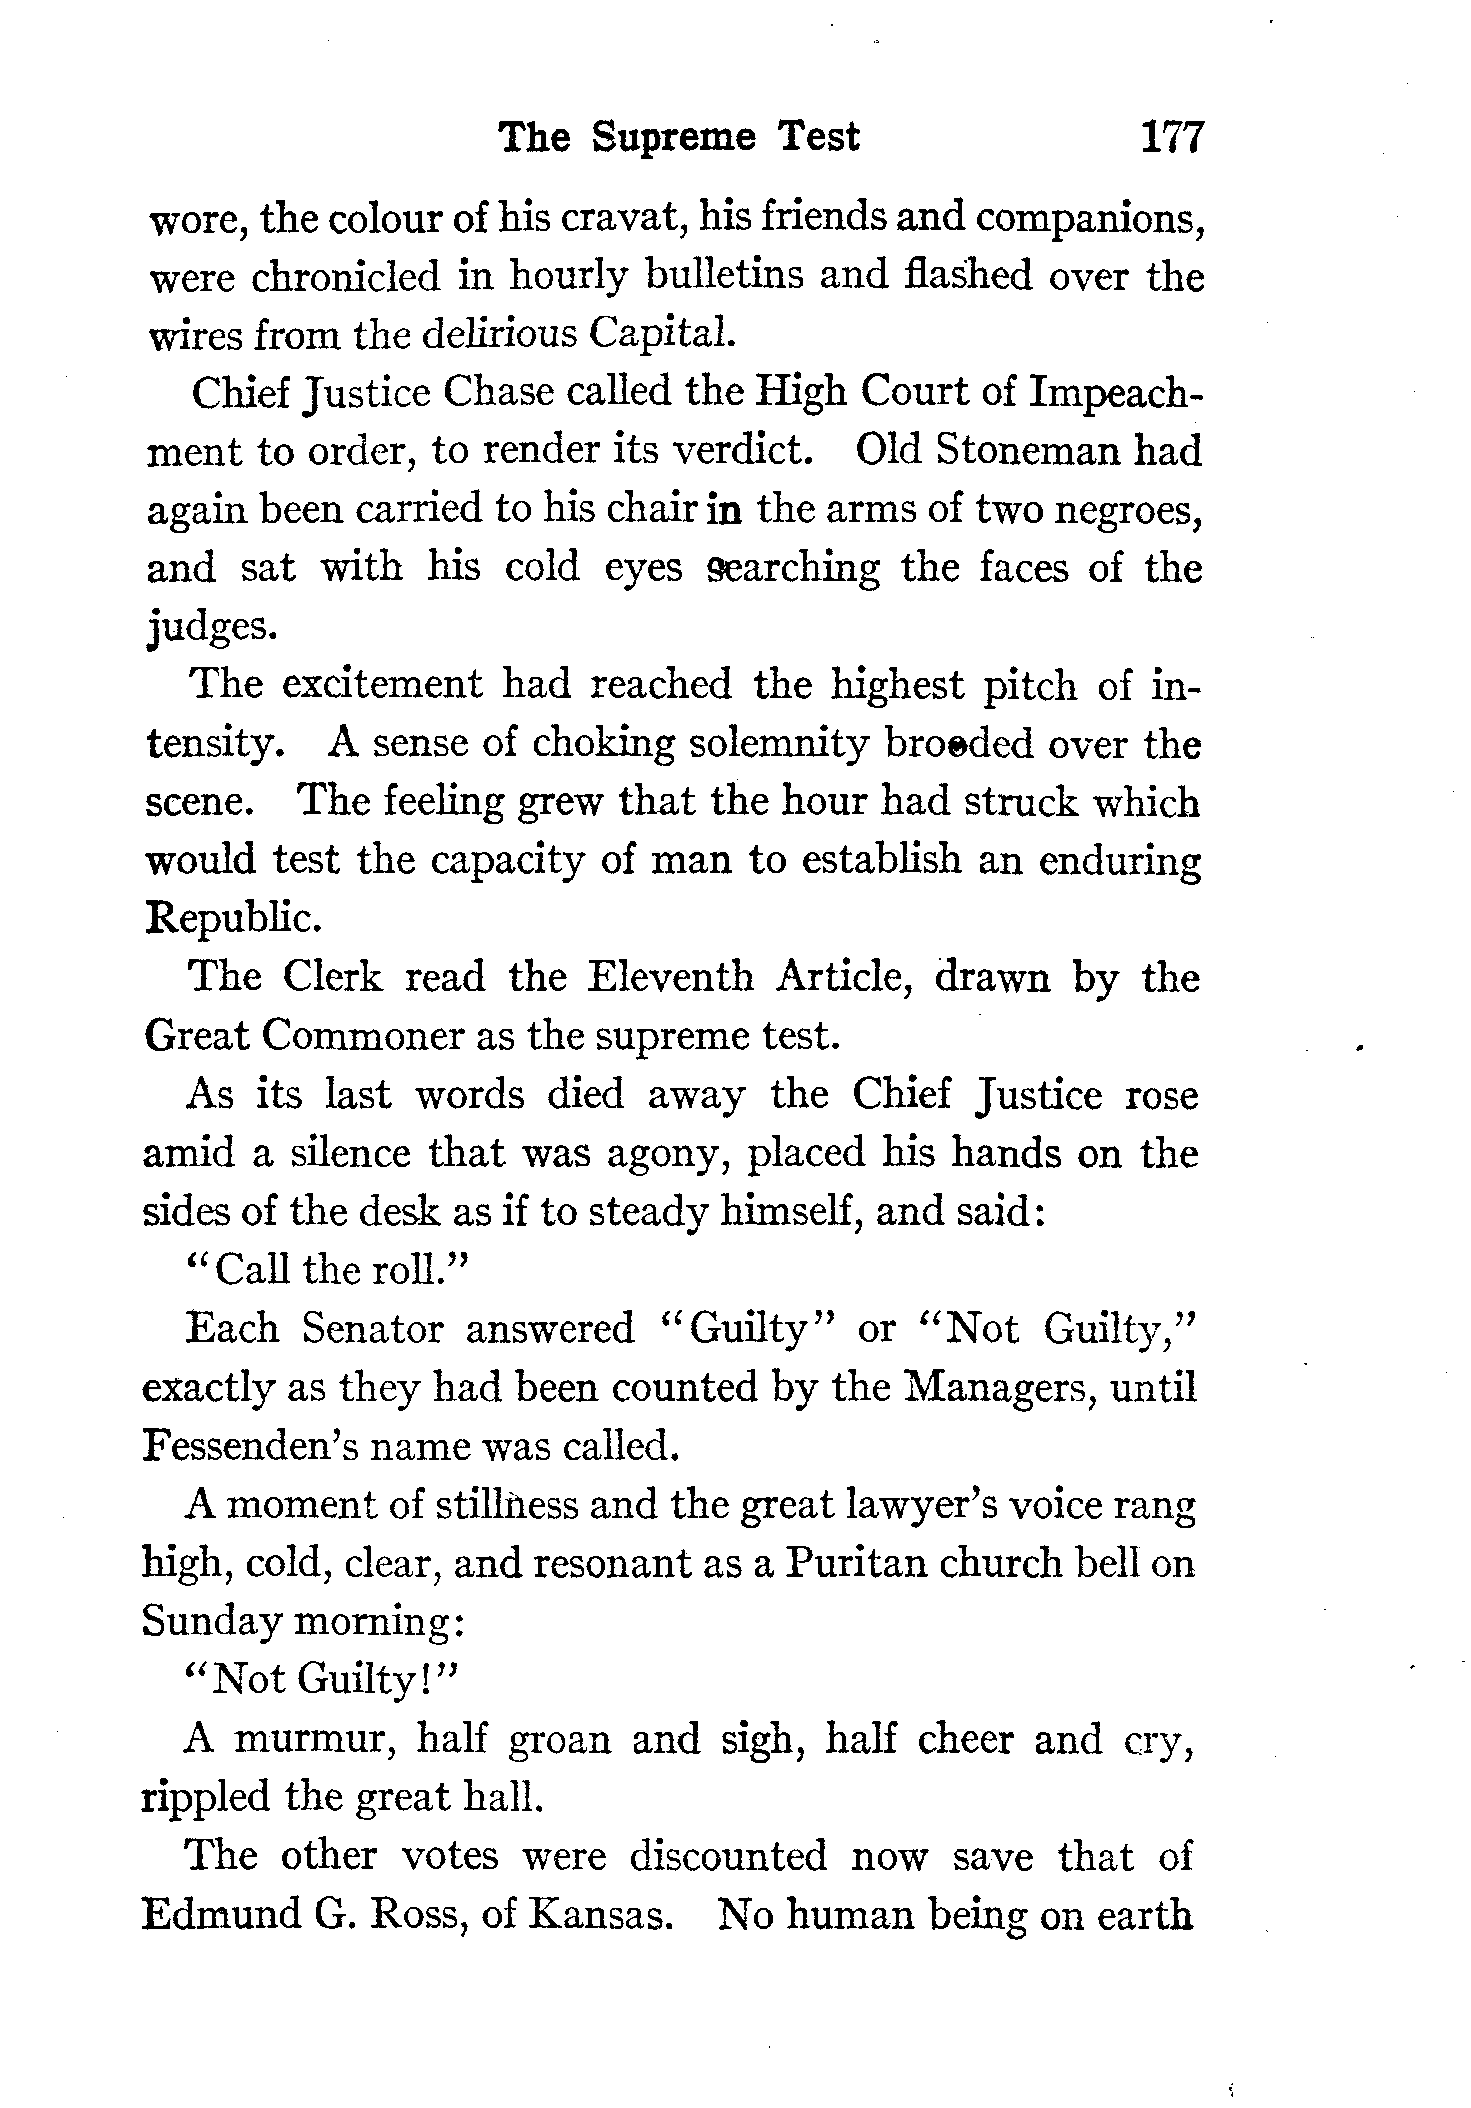 The Supreme Test 177
wore, the colour of his cravat, his friends and companions,
were chronicled in hourly bulletins and flashed over the
wires from the delirious Capital.
Chief Justice Chase called the High Court of Impeach-
ment to order, to render its verdict. Old Stoneman had
again been carried to his chair in the arms of two negroes,
and sat with his cold eyes searching the faces of the
judges.
The excitement had reached the highest pitch of in-
tensity. A sense of choking solemnity brooded over the
scene. The feeling grew that the hour had struck which
would test the capacity of man to establish an enduring
Republic.
The Clerk read the Eleventh Article, drawn by the
Great Commoner as the supreme test.
As its last words died away the Chief Justice rose
amid a silence that was agony, placed his hands on the
sides of the desk as if to steady himself, and said:
“Call the roll.”
Each Senator answered “Guilty” or “Not Guilty,”
exactly as they had been counted by the Managers, until
Fessenden’s name was called.
A moment of stillness and the great lawyer’s voice rang
high, cold, clear, and resonant as a Puritan church bell on
Sunday morning:
“Not Guilty!”
A murmur, half groan and sigh, half cheer and cry,
rippled the great hall.
The other votes were discounted now save that of
Edmund G. Ross, of Kansas. No human being on earth